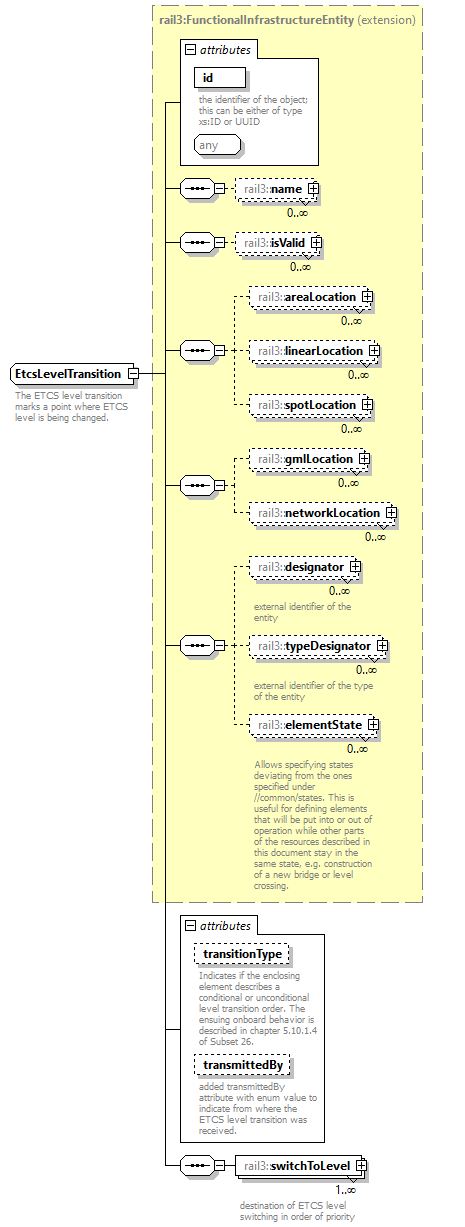 rail3:FunctionalInfrastructureEntity (extension)
attributes
id
the identifier of the object;
this can be either of type
xs:ID or UUID
any
rail3::name
0..∞
rail3::isValid
0..∞
rail3::areaLocation
0..∞
rail3::linearLocation
0..∞
EtcsLevelTransition
The ETCS level transition
marks a point where ETCS
level is being changed.
rail3::spotLocation
0..∞
rail3::gmlLocation
0..∞
rail3::networkLocation
0..∞
rail3::designator
0..∞
external identifier of the
entity
rail3::typeDesignator
0..∞
external identifier of the type
of the entity
rail3::elementState
0..∞
Allows specifying states
deviating from the ones
specified under
//common/states. This is
useful for defining elements
that will be put into or out of
operation while other parts
of the resources described in
this document stay in the
same state, e.g. construction
of a new bridge or level
crossing.
attributes
transitionType
Indicates if the enclosing
element describes a
conditional or unconditional
level transition order. The
ensuing onboard behavior is
described in chapter 5.10.1.4
of Subset 26.
transmittedBy
added transmittedBy
attribute with enum value to
indicate from where the
ETCS level transition was
received.
rail3::switchToLevel
1..∞
destination of ETCS level
switching in order of priority